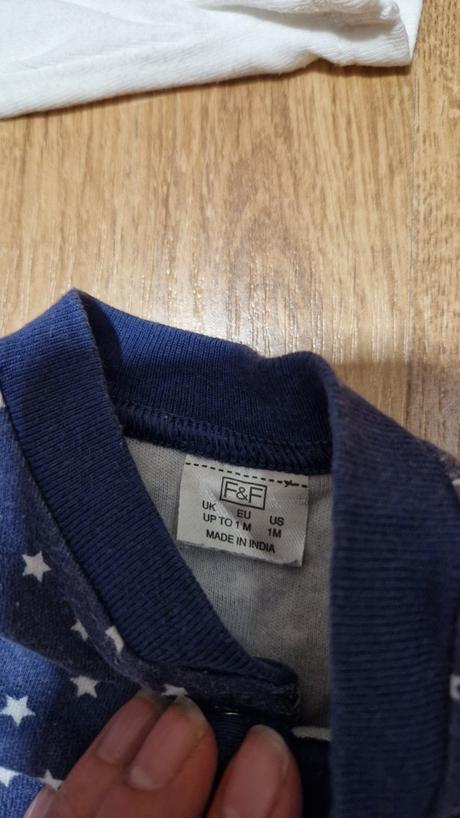 F&F
UK EU US
UP TO 1 M 1M
MADE IN INDIA